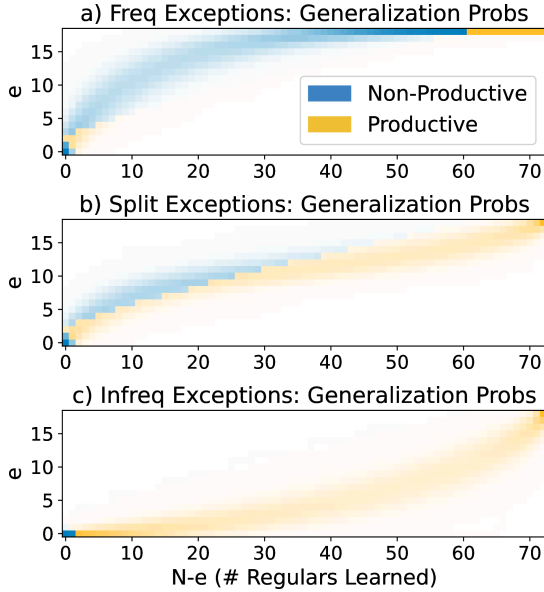 a) Freq Exceptions: Generalization Probs
15
10
5
0
e
Non-Productive
Productive
0 10 20 30 40 50 60 70
b) Split Exceptions: Generalization Probs
15
10
5
0
e
0 10 20 30 40 50 60 70
c) Infreq Exceptions: Generalization Probs
15
10
5
0
e
0 10 20 30 40 50 60 70
N-e (# Regulars Learned)